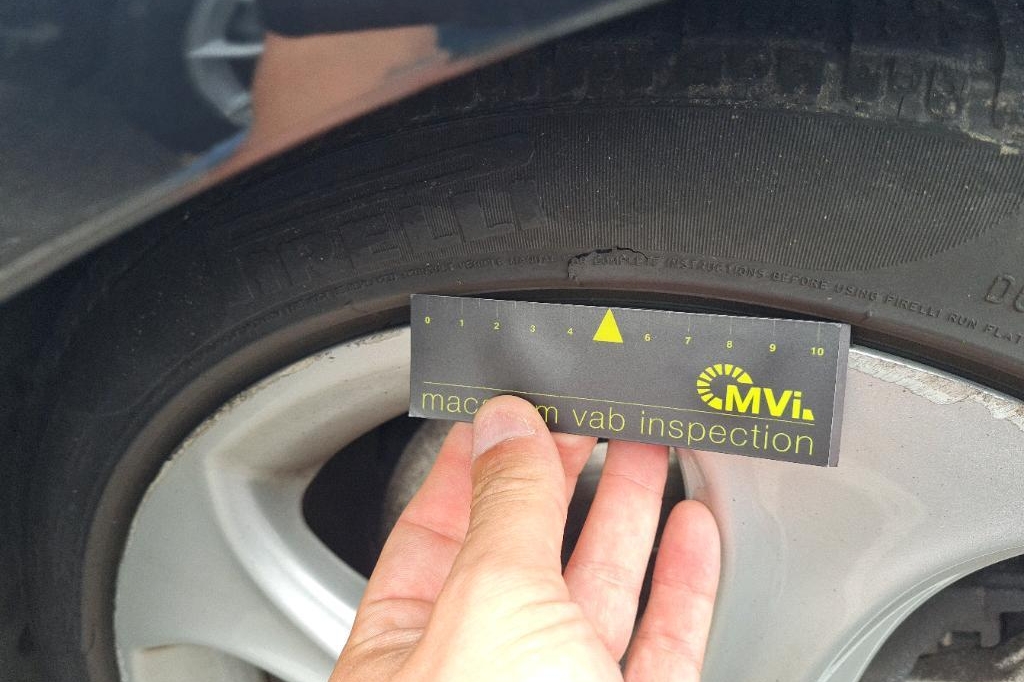 PIRELLI
COMPLETE INSTRUCTIONS BEFORE USING PIRELLI RUN FLAT
0 1 2 3 4 6 7 8 9 10
MVi
vab inspection